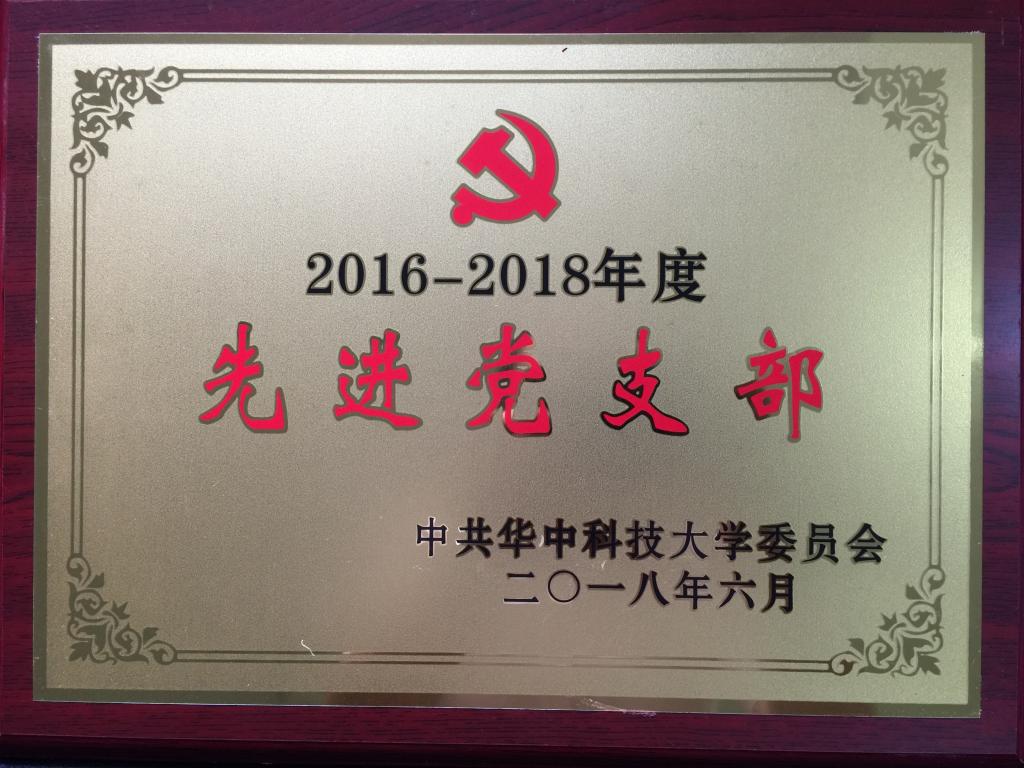 2016-2018年度
先进党支部
中共华中科技大学委员会
二〇一八年六月